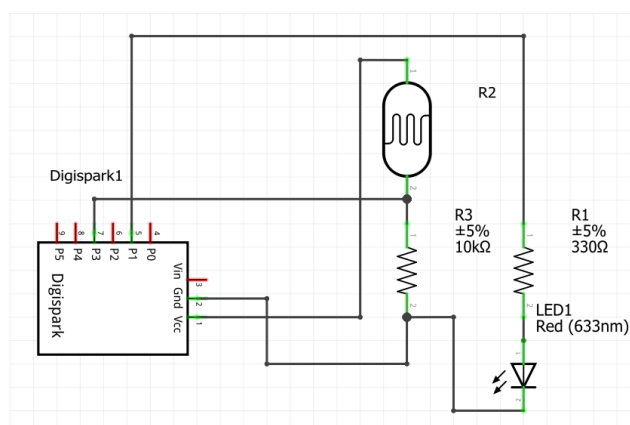 R2
Digispark1
R3
±5%
10kΩ
R1
±5%
330Ω
LED1
Red (633nm)
1
2
1
2
1
2
1
2
9
8
7
6
5
4
P5
P4
P3
P2
P1
P0
Digispark
Vin
3
Gnd
2
Vcc
1